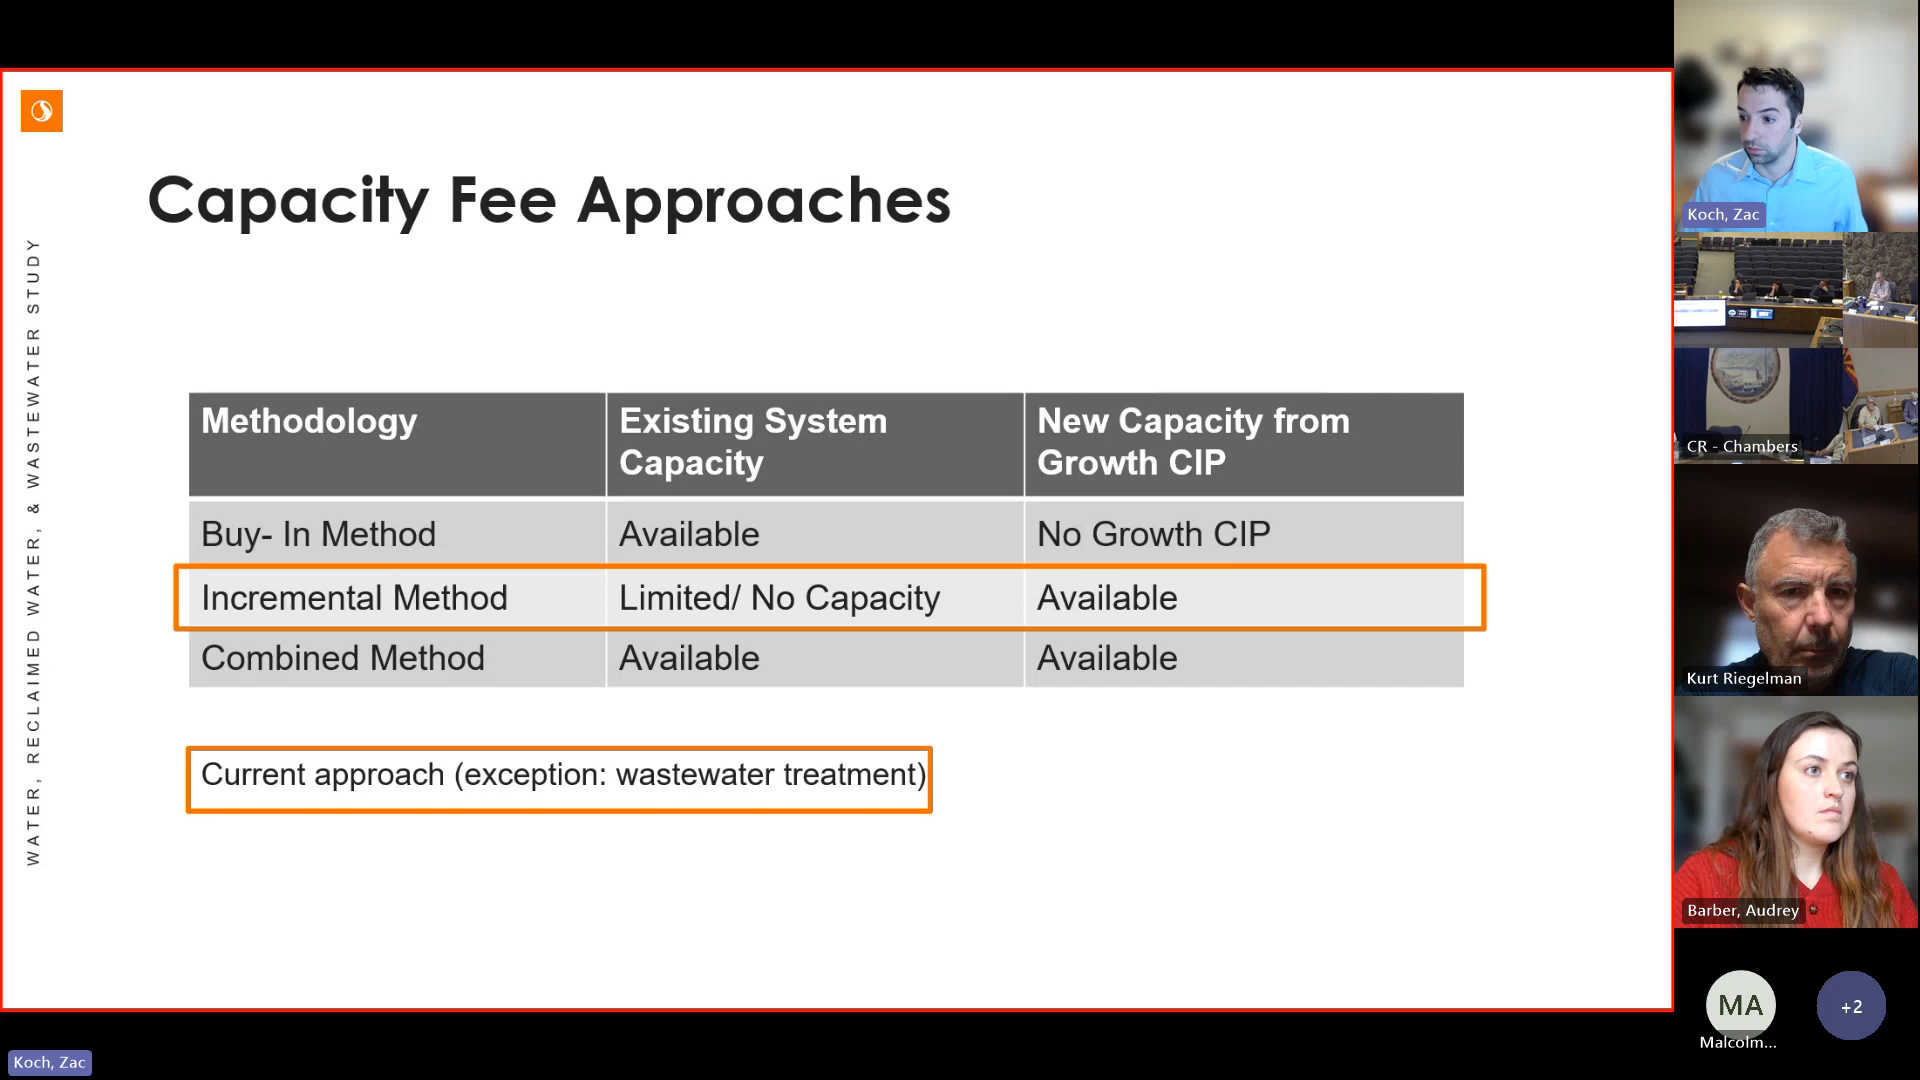 WATER, RECLAIMED WATER, & WASTEWATER STUDY
Capacity Fee Approaches
Methodology
Existing System
Capacity
New Capacity from
Growth CIP
Buy- In Method
Available
No Growth CIP
Incremental Method
Limited/ No Capacity
Available
Combined Method
Available
Available
Current approach (exception: wastewater treatment)
Koch, Zac
CR - Chambers
Kurt Riegelman
Barber, Audrey
MA
Malcolm...
+2
Koch, Zac